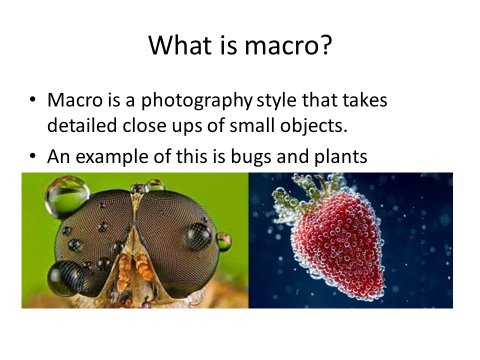 What is macro?
• Macro is a photography style that takes
detailed close ups of small objects.
• An example of this is bugs and plants